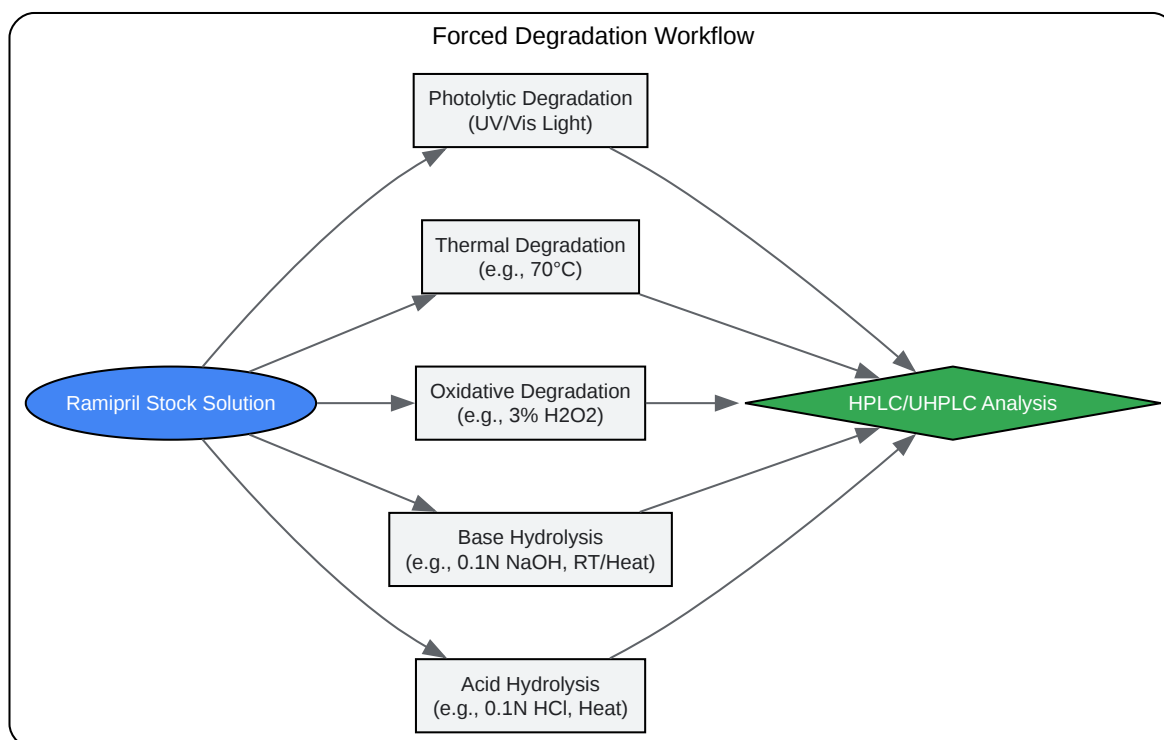 Forced Degradation Workflow
Photolytic Degradation
(UV/Vis Light)
Thermal Degradation
(e.g., 70°C)
Ramipril Stock Solution
Oxidative Degradation
(e.g., 3% H2O2)
HPLC/UHPLC Analysis
Base Hydrolysis
(e.g., 0.1N NaOH, RT/Heat)
Acid Hydrolysis
(e.g., 0.1N HCl, Heat)